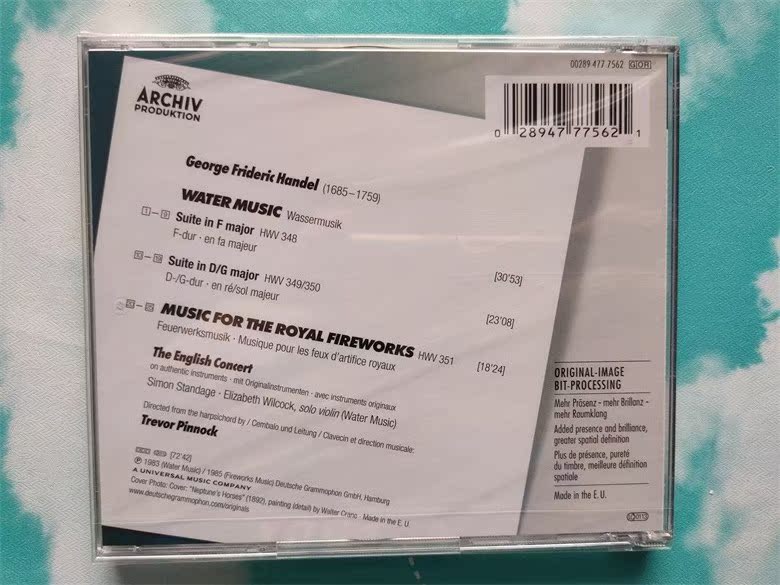 00289 477 7562 GOR
0 28947 77562 1
ARCHIV
PRODUKTION
George Frideric Handel (1685–1759)
WATER MUSIC Wassermusik
1–9 Suite in F major HWV 348
F-dur · en fa majeur
[30'53]
Suite in D/G major HWV 349/350
D-/G-dur · en ré/sol majeur
[23'08]
MUSIC FOR THE ROYAL FIREWORKS HWV 351
[18'24]
Feuerwerksmusik · Musique pour les feux d'artifice royaux
The English Concert
on authentic instruments · mit Originalinstrumenten · avec instruments originaux
Simon Standage · Elizabeth Wilcock, solo violin (Water Music)
Directed from the harpsichord by / Cembalo und Leitung / Clavecin et direction musicale:
Trevor Pinnock
[72'42]
℗ 1983 (Water Music) / 1985 (Fireworks Music) Deutsche Grammophon GmbH, Hamburg
A UNIVERSAL MUSIC COMPANY
Cover Photo: Cover: "Neptune's Horses" (1892), painting (detail) by Walter Crane · Made in the E. U.
www.deutschegrammophon.com/originals
ORIGINAL-IMAGE
BIT-PROCESSING
Mehr Präsenz - mehr Brillanz -
mehr Raumklang
Added presence and brilliance,
greater spatial definition
Plus de présence, pureté
du timbre, meilleure définition
spatiale
Made in the E. U.